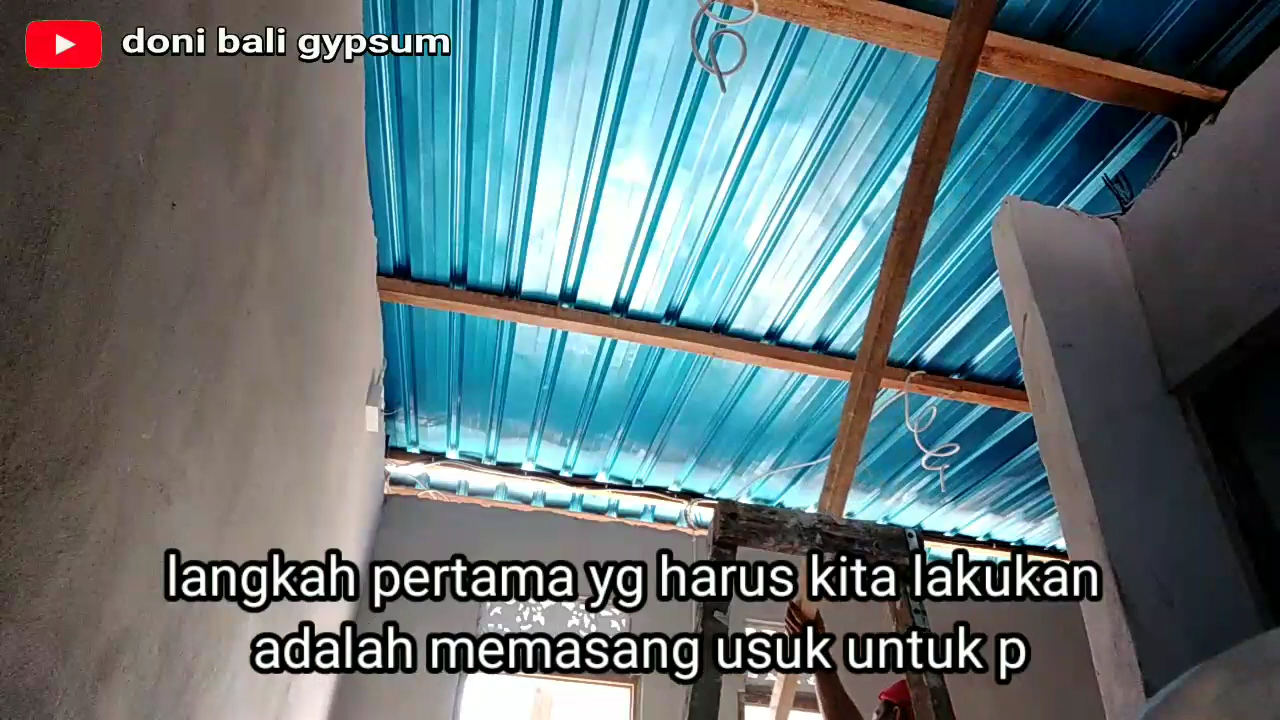 doni bali gypsum
langkah pertama yg harus kita lakukan
adalah memasang usuk untuk p